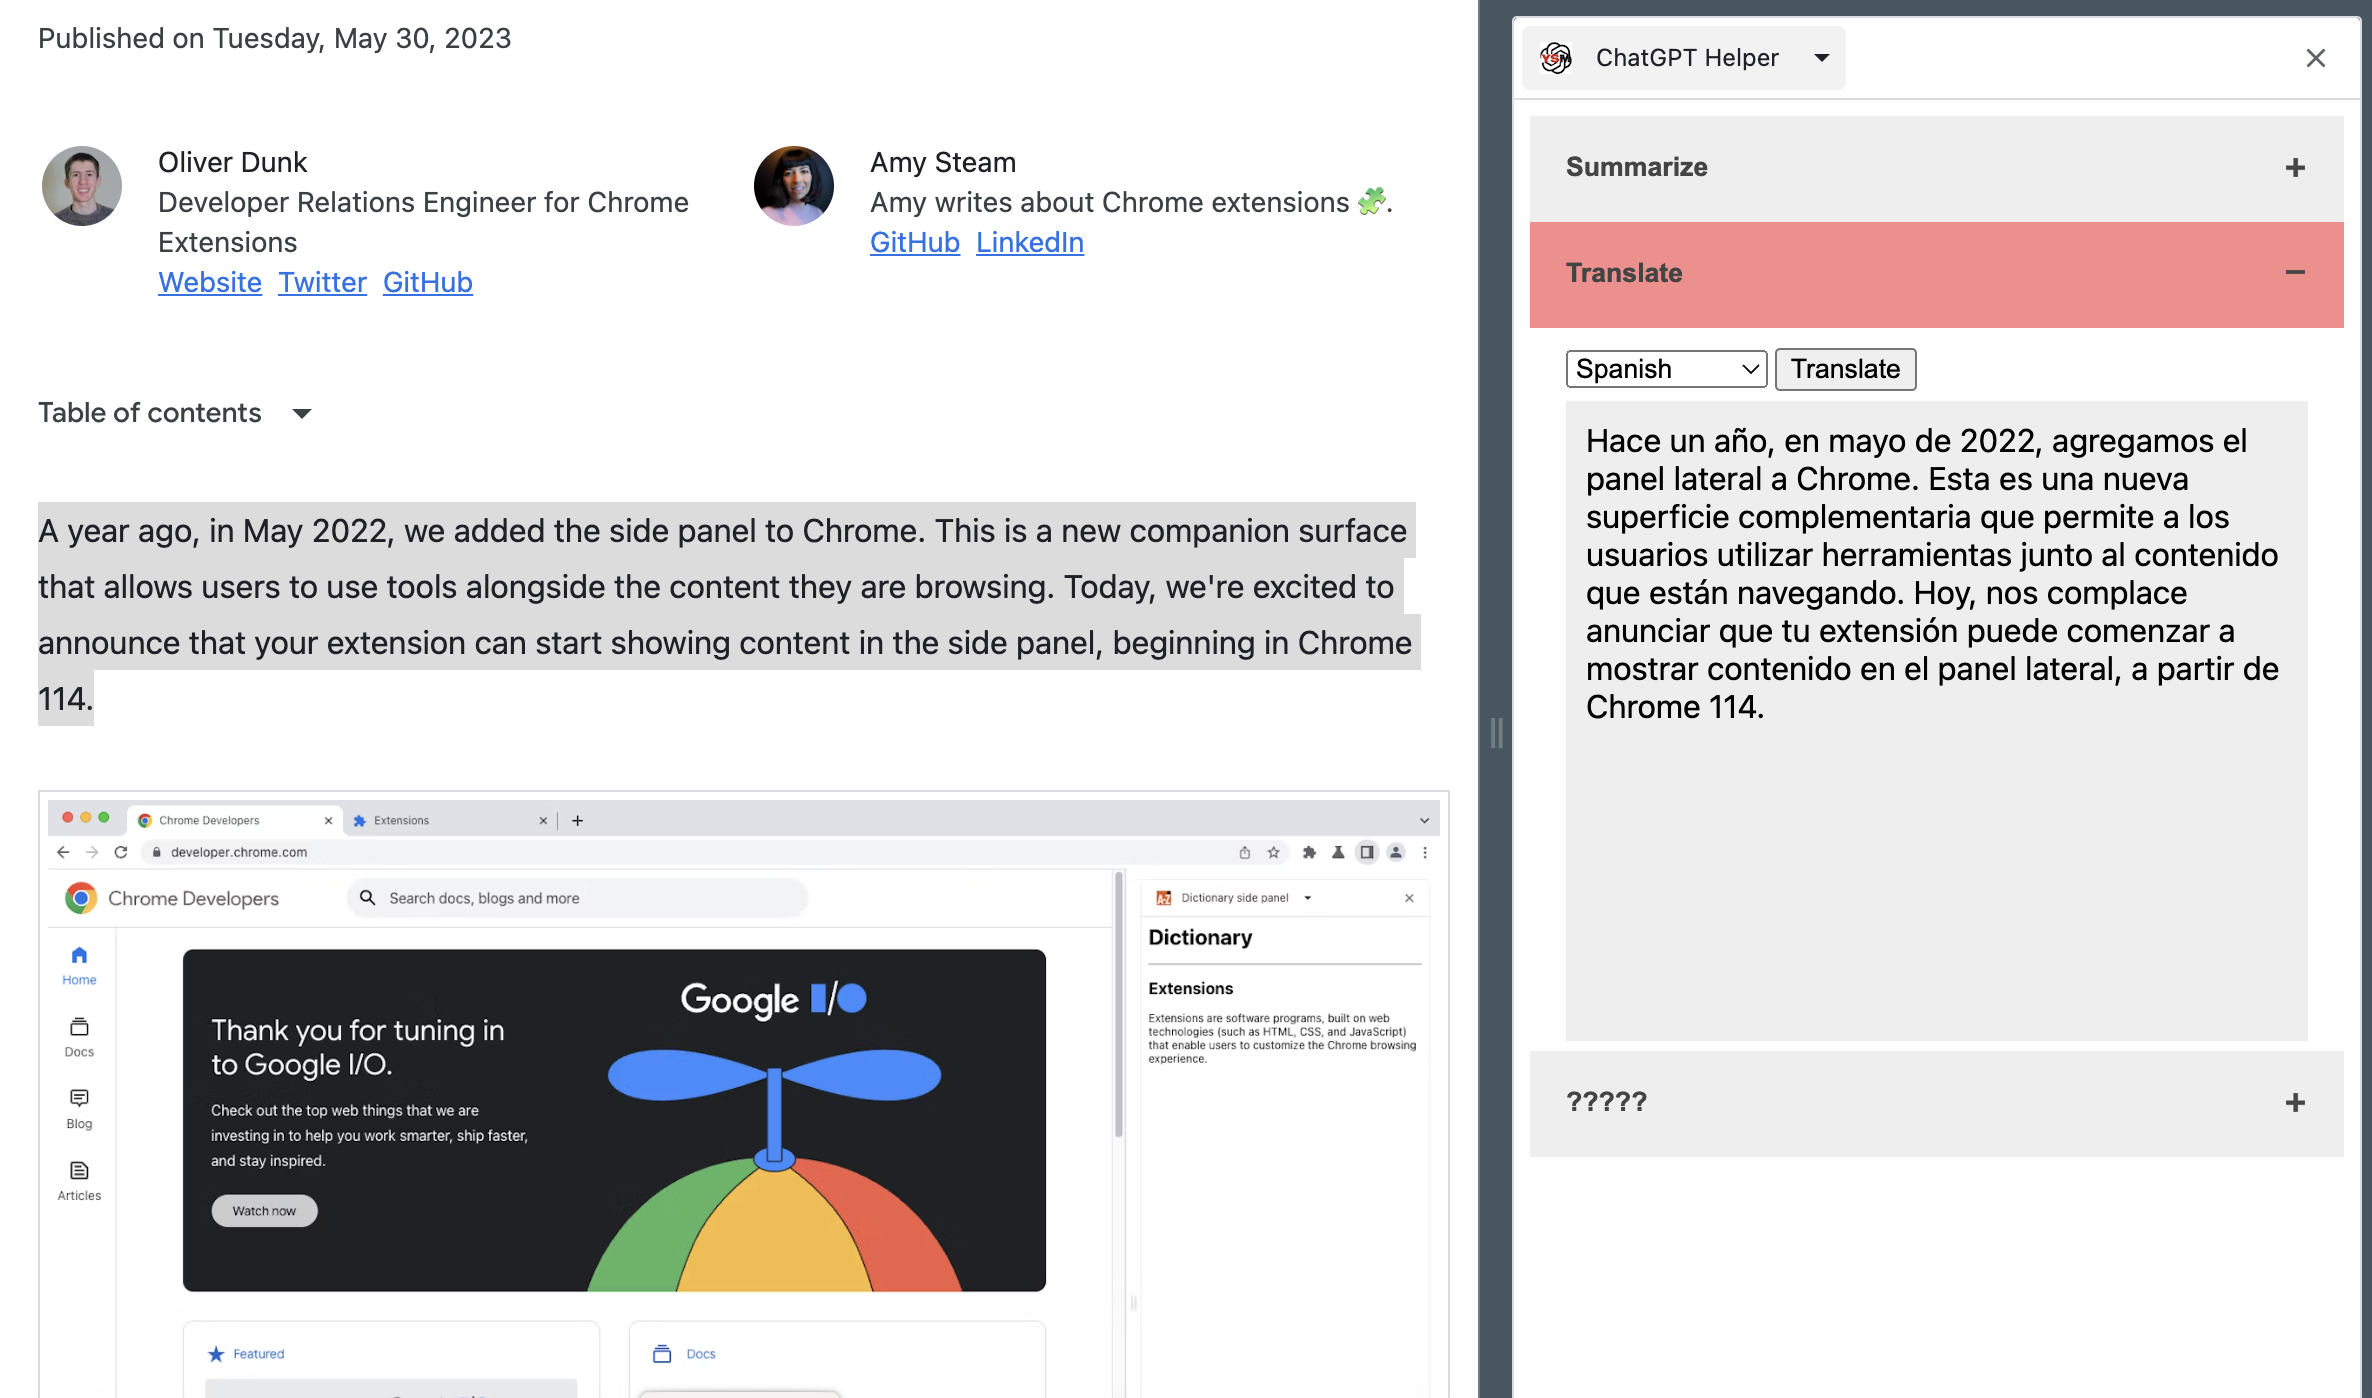 Published on Tuesday, May 30, 2023
Oliver Dunk
Developer Relations Engineer for Chrome
Extensions
Website Twitter GitHub
Amy Steam
Amy writes about Chrome extensions 🧩.
GitHub LinkedIn
Table of contents
A year ago, in May 2022, we added the side panel to Chrome. This is a new companion surface
that allows users to use tools alongside the content they are browsing. Today, we're excited to
announce that your extension can start showing content in the side panel, beginning in Chrome
114.
Chrome Developers
Extensions
developer.chrome.com
Chrome Developers
Search docs, blogs and more
Home
Docs
Blog
Articles
Google I/O
Thank you for tuning in
to Google I/O.
Check out the top web things that we are
investing in to help you work smarter, ship faster,
and stay inspired.
Watch now
Featured
Docs
A-Z Dictionary side panel
Dictionary
Extensions
Extensions are software programs, built on web
technologies (such as HTML, CSS, and JavaScript)
that enable users to customize the Chrome browsing
experience.
YSM ChatGPT Helper
Summarize +
Translate −
Spanish Translate
Hace un año, en mayo de 2022, agregamos el
panel lateral a Chrome. Esta es una nueva
superficie complementaria que permite a los
usuarios utilizar herramientas junto al contenido
que están navegando. Hoy, nos complace
anunciar que tu extensión puede comenzar a
mostrar contenido en el panel lateral, a partir de
Chrome 114.
????? +